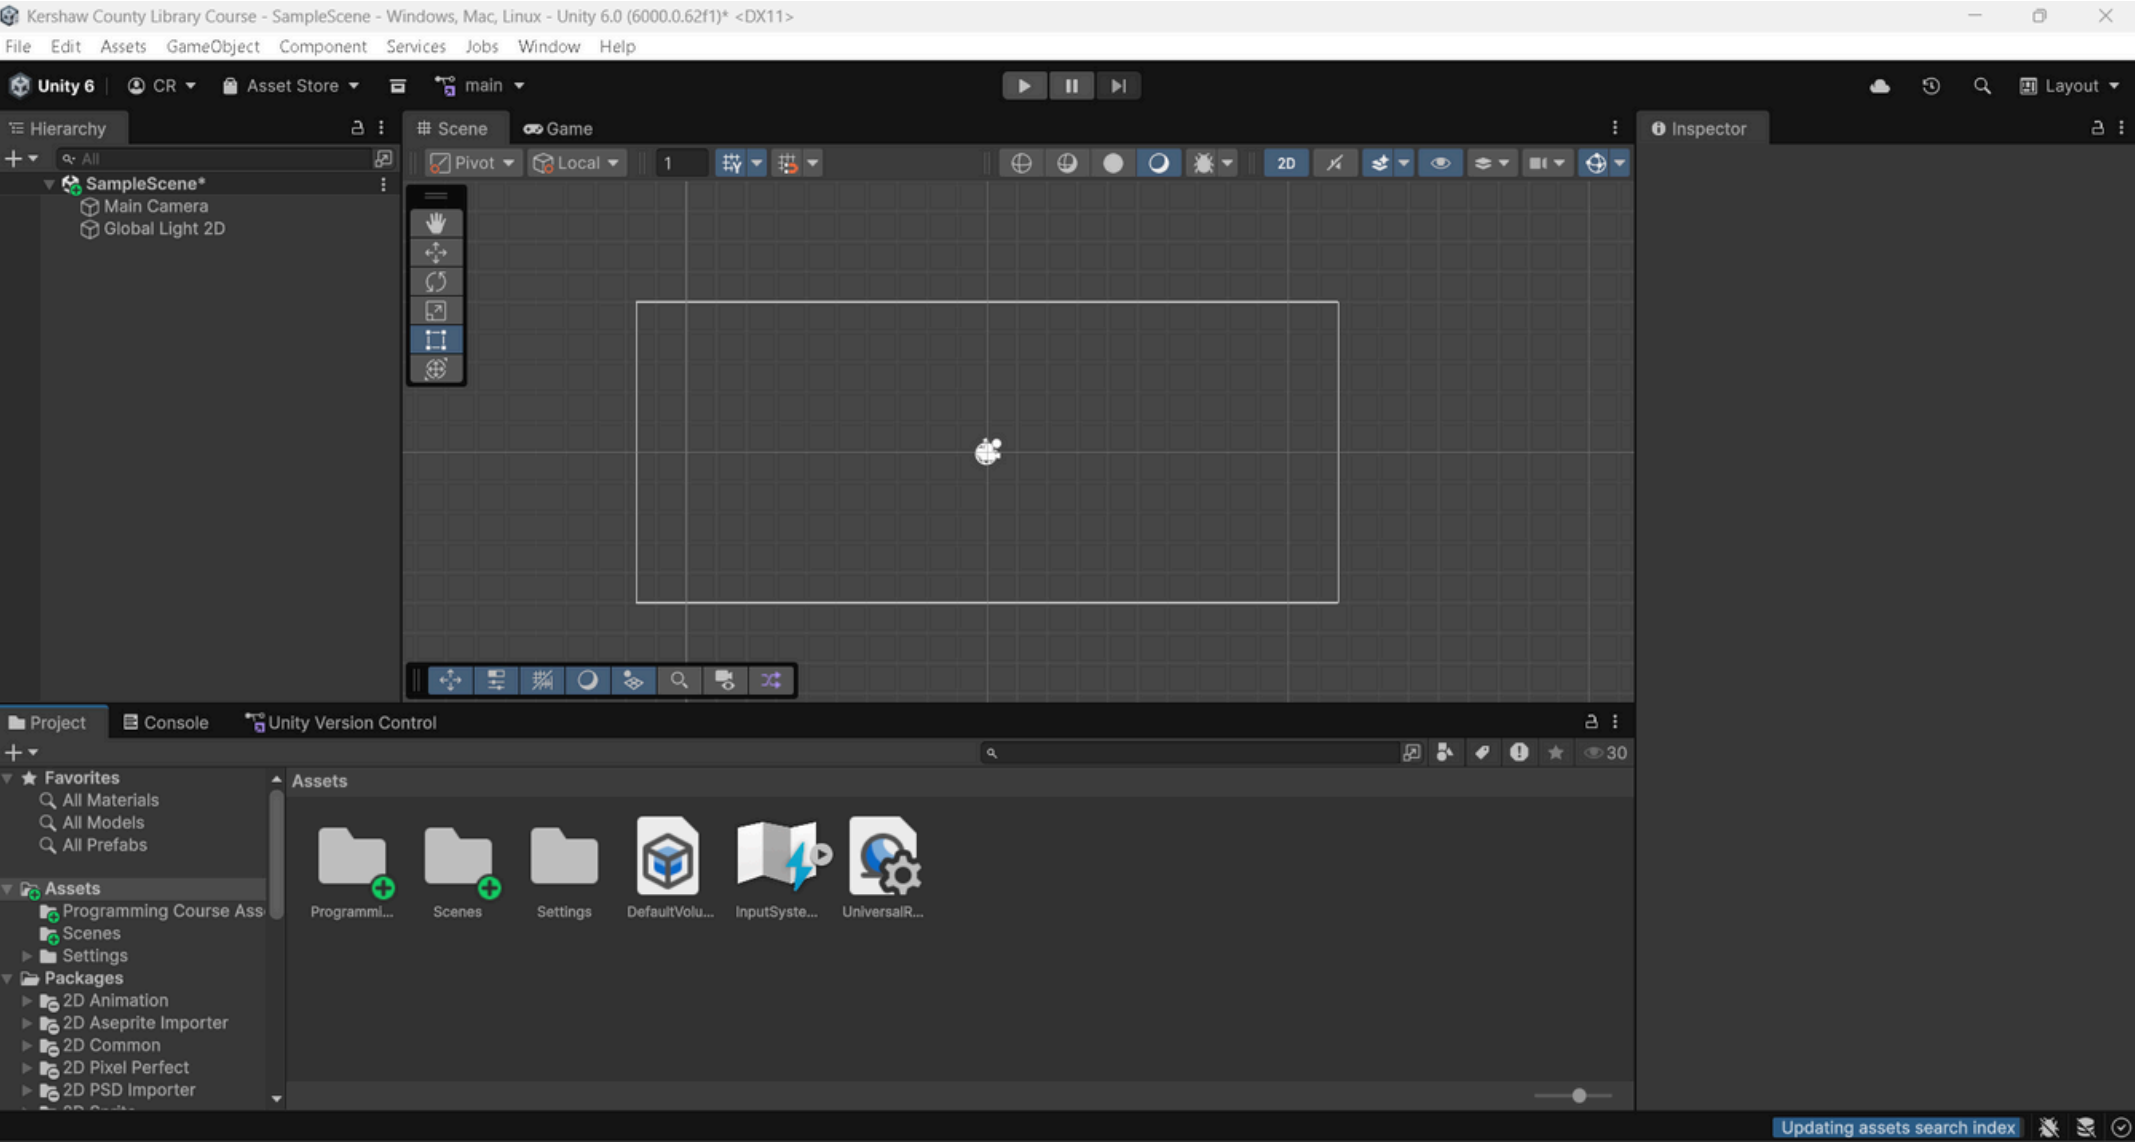 Kershaw County Library Course - SampleScene - Windows, Mac, Linux - Unity 6.0 (6000.0.62f1)* <DX11>
File Edit Assets GameObject Component Services Jobs Window Help
Unity 6 CR Asset Store main Layout
Hierarchy Scene Game Inspector
All Pivot Local 1 2D
SampleScene*
Main Camera
Global Light 2D
Project Console Unity Version Control
30
Favorites Assets
All Materials
All Models
All Prefabs
Assets
Programming Course Ass
Scenes
Settings
Programmi... Scenes Settings DefaultVolu... InputSyste... UniversalR...
Packages
2D Animation
2D Aseprite Importer
2D Common
2D Pixel Perfect
2D PSD Importer
Updating assets search index